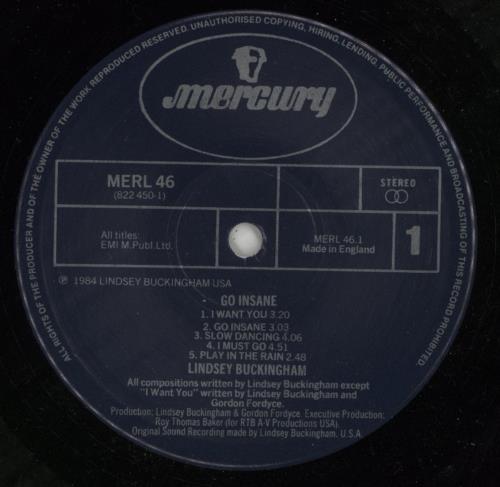 ALL RIGHTS OF THE PRODUCER AND OF THE OWNER OF THE WORK REPRODUCED RESERVED. UNAUTHORISED COPYING, HIRING, LENDING, PUBLIC PERFORMANCE AND BROADCASTING OF THIS RECORD PROHIBITED.
mercury
MERL 46
(822 450-1)
STEREO
All titles:
EMI M.Publ.Ltd.
MERL 46.1
Made in England
1
℗ 1984 LINDSEY BUCKINGHAM USA
GO INSANE
1. I WANT YOU 3.20
2. GO INSANE 3.03
3. SLOW DANCING 4.06
4. I MUST GO 4.51
5. PLAY IN THE RAIN 2.48
LINDSEY BUCKINGHAM
All compositions written by Lindsey Buckingham except
"I Want You" written by Lindsey Buckingham and
Gordon Fordyce.
Production: Lindsey Buckingham & Gordon Fordyce. Executive Production:
Roy Thomas Baker (for RTB A-V Productions USA).
Original Sound Recording made by Lindsey Buckingham, U.S.A.